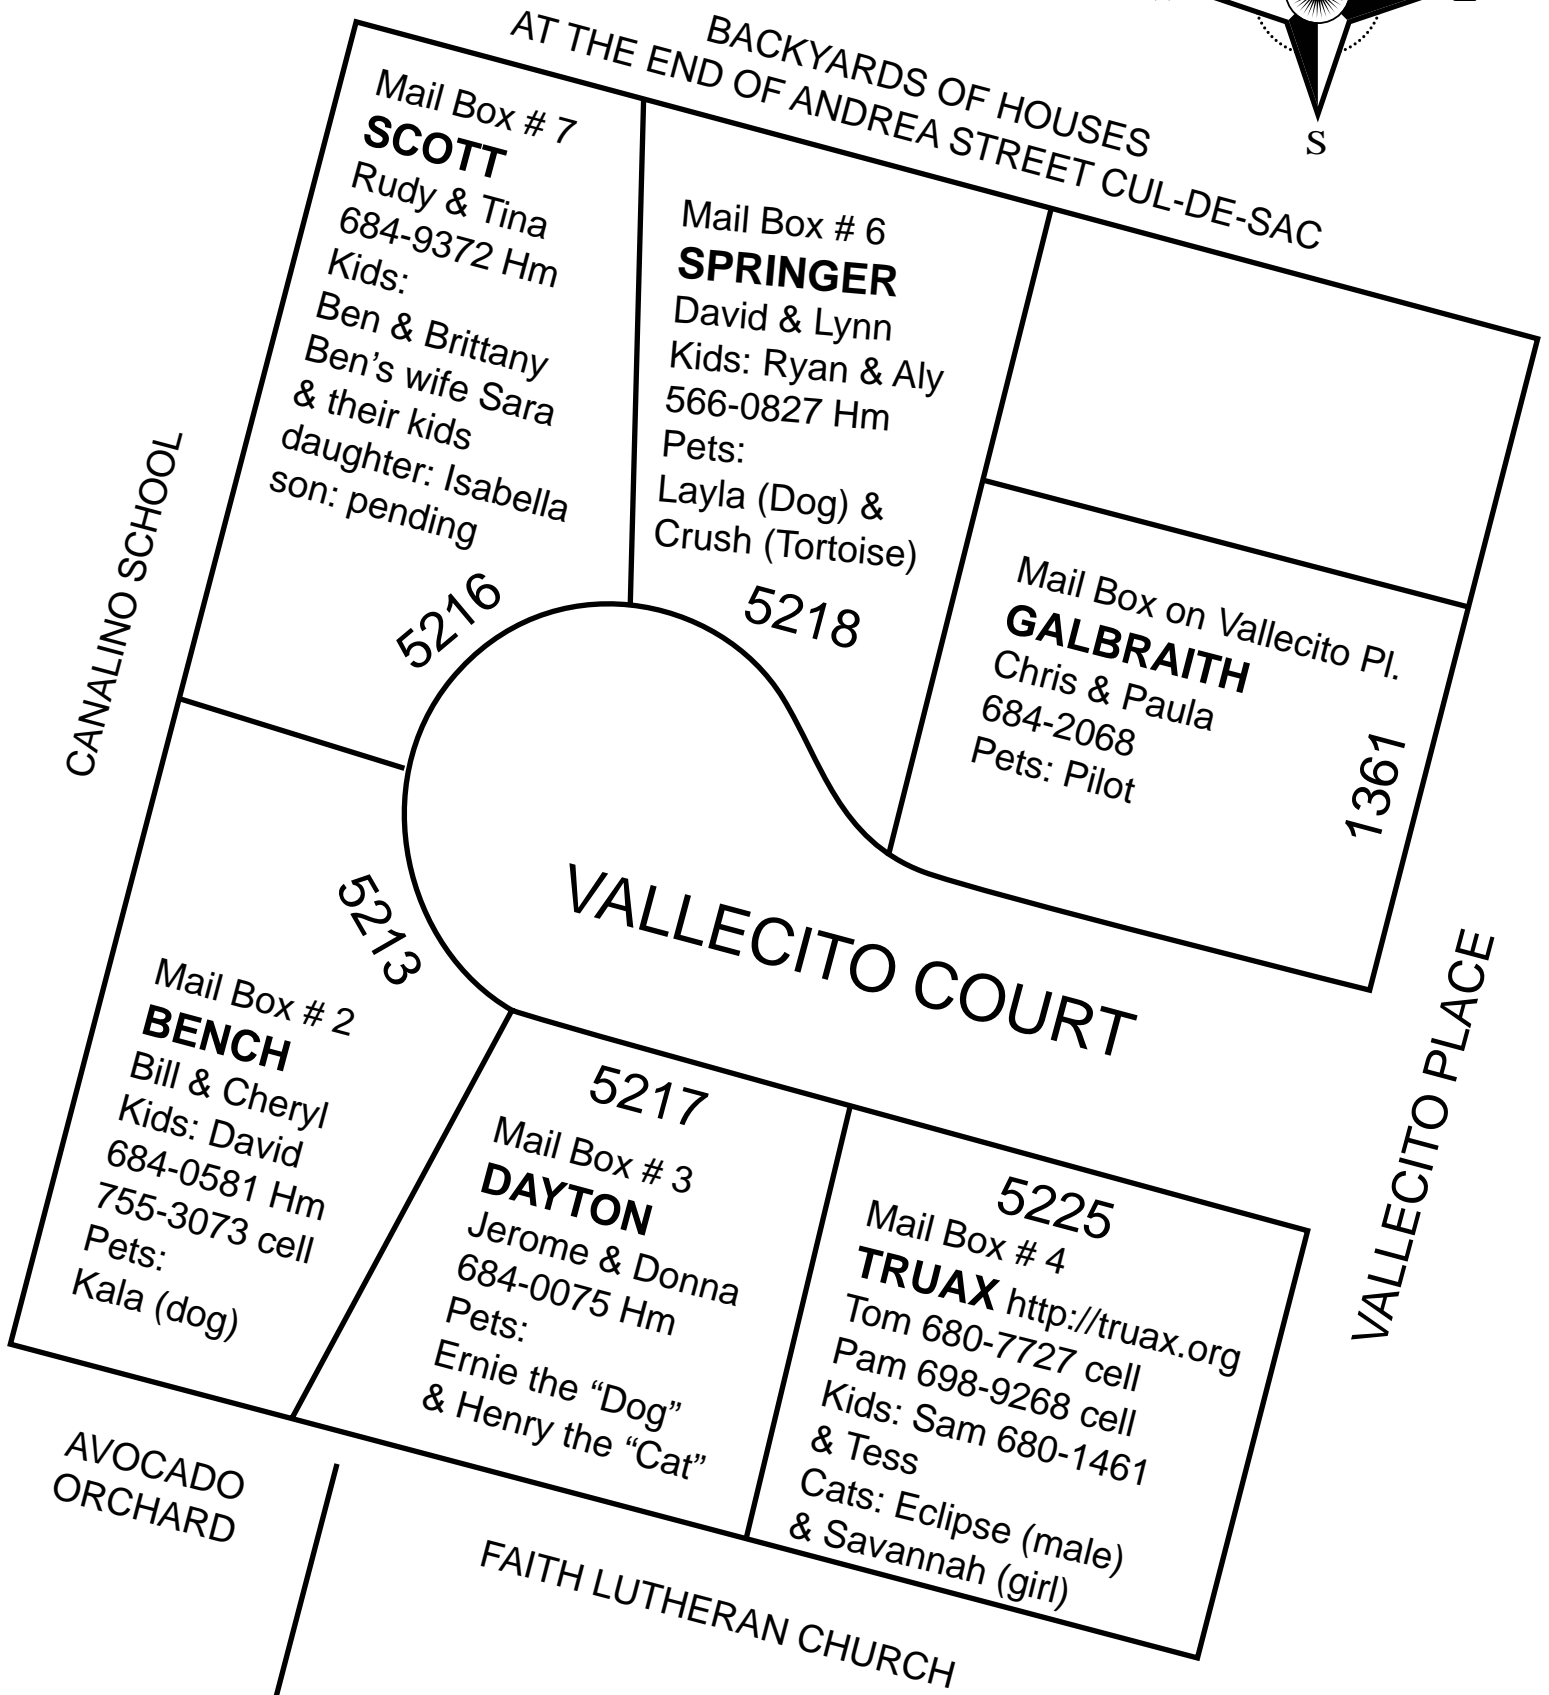 BACKYARDS OF HOUSES
AT THE END OF ANDREA STREET CUL-DE-SAC
S
Mail Box # 7
SCOTT
Rudy & Tina
684-9372 Hm
Kids:
Ben & Brittany
Ben’s wife Sara
& their kids
daughter: Isabella
son: pending
5216
Mail Box # 6
SPRINGER
David & Lynn
Kids: Ryan & Aly
566-0827 Hm
Pets:
Layla (Dog) &
Crush (Tortoise)
5218
Mail Box on Vallecito Pl.
GALBRAITH
Chris & Paula
684-2068
Pets: Pilot
1361
CANALINO SCHOOL
VALLECITO COURT
VALLECITO PLACE
5213
Mail Box # 2
BENCH
Bill & Cheryl
Kids: David
684-0581 Hm
755-3073 cell
Pets:
Kala (dog)
5217
Mail Box # 3
DAYTON
Jerome & Donna
684-0075 Hm
Pets:
Ernie the “Dog”
& Henry the “Cat”
5225
Mail Box # 4
TRUAX http://truax.org
Tom 680-7727 cell
Pam 698-9268 cell
Kids: Sam 680-1461
& Tess
Cats: Eclipse (male)
& Savannah (girl)
AVOCADO
ORCHARD
FAITH LUTHERAN CHURCH